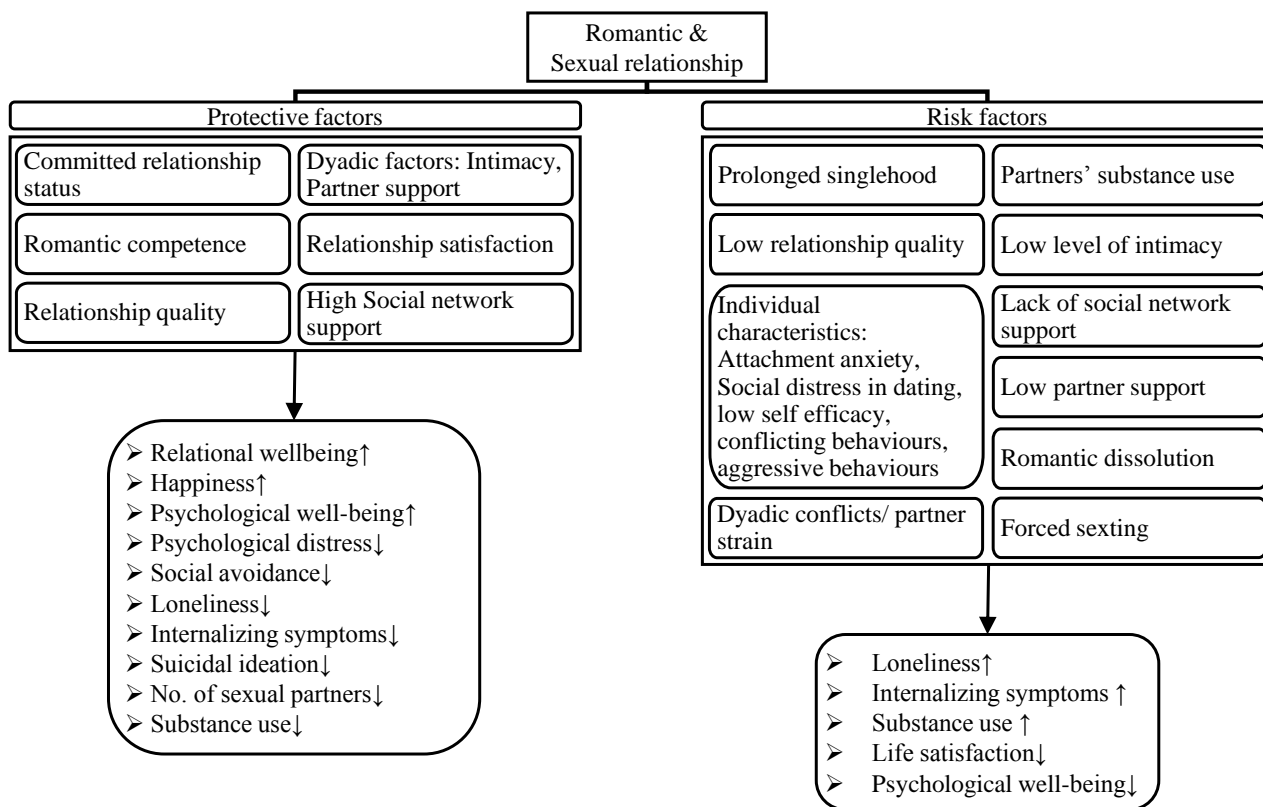 Romantic &
Sexual relationship
Protective factors
Committed relationship
status
Dyadic factors: Intimacy,
Partner support
Romantic competence
Relationship satisfaction
Relationship quality
High Social network
support
➢ Relational wellbeing↑
➢ Happiness↑
➢ Psychological well-being↑
➢ Psychological distress↓
➢ Social avoidance↓
➢ Loneliness↓
➢ Internalizing symptoms↓
➢ Suicidal ideation↓
➢ No. of sexual partners↓
➢ Substance use↓
Risk factors
Prolonged singlehood
Partners’ substance use
Low relationship quality
Low level of intimacy
Individual
characteristics:
Attachment anxiety,
Social distress in dating,
low self efficacy,
conflicting behaviours,
aggressive behaviours
Lack of social network
support
Low partner support
Romantic dissolution
Dyadic conflicts/ partner
strain
Forced sexting
➢ Loneliness↑
➢ Internalizing symptoms ↑
➢ Substance use ↑
➢ Life satisfaction↓
➢ Psychological well-being↓